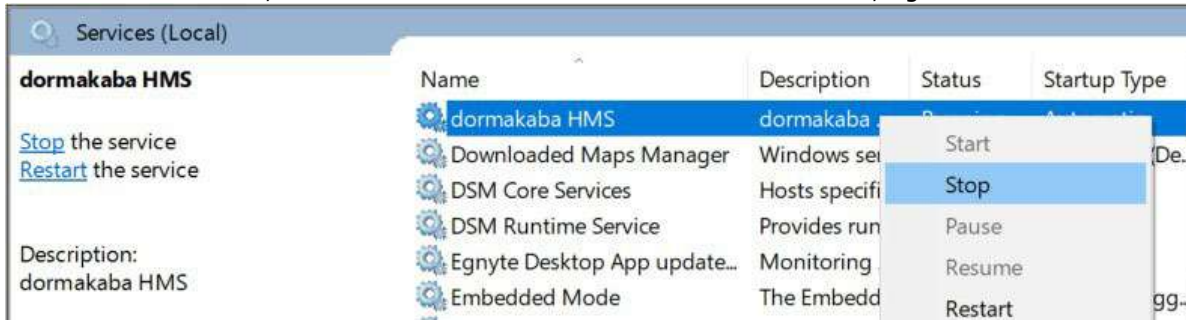 Services (Local)
dormakaba HMS
Stop the service
Restart the service
Description:
dormakaba HMS
Name Description Status Startup Type
dormakaba HMS dormakaba
Downloaded Maps Manager Windows ser (De...
DSM Core Services Hosts specifi
DSM Runtime Service Provides run
Egnyte Desktop App update... Monitoring
Embedded Mode The Embedd gg...
Start
Stop
Pause
Resume
Restart